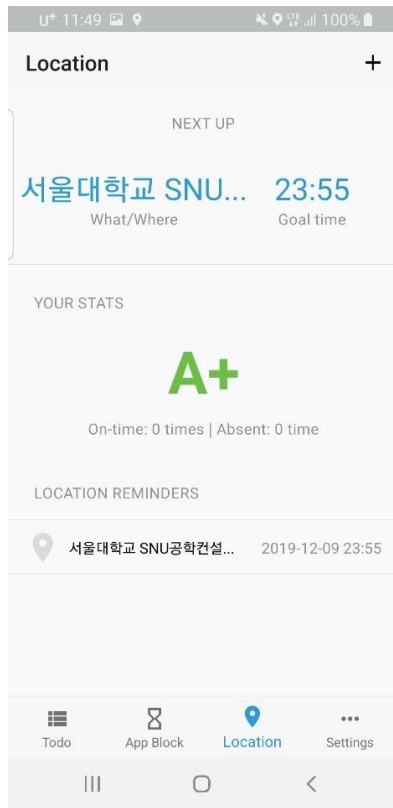 U+ 11:49 LTE 100%
Location +
NEXT UP
서울대학교 SNU... 23:55
What/Where Goal time
YOUR STATS
A+
On-time: 0 times | Absent: 0 time
LOCATION REMINDERS
서울대학교 SNU공학컨설... 2019-12-09 23:55
Todo App Block Location Settings